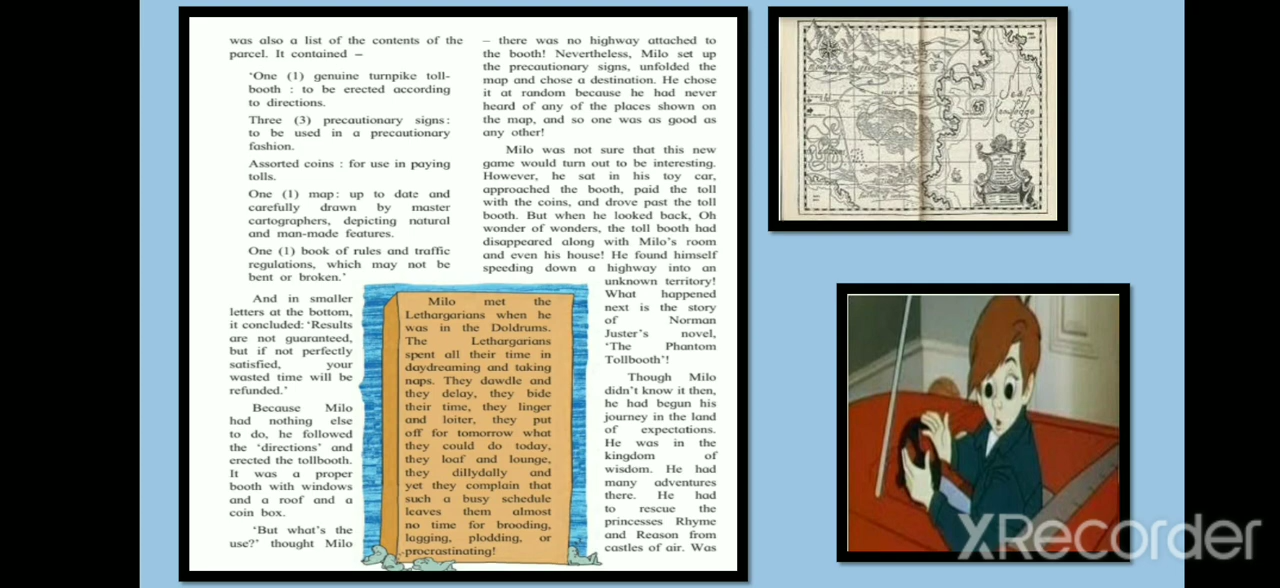 was also a list of the contents of the
parcel. It contained –
‘One (1) genuine turnpike toll-
booth : to be erected according
to directions.
Three (3) precautionary signs:
to be used in a precautionary
fashion.
Assorted coins : for use in paying
tolls.
One (1) map: up to date and
carefully drawn by master
cartographers, depicting natural
and man-made features.
One (1) book of rules and traffic
regulations, which may not be
bent or broken.’
And in smaller
letters at the bottom,
it concluded: ‘Results
are not guaranteed,
but if not perfectly
satisfied, your
wasted time will be
refunded.’
Because Milo
had nothing else
to do, he followed
the ‘directions’ and
erected the tollbooth.
It was a proper
booth with windows
and a roof and a
coin box.
‘But what’s the
use?’ thought Milo
– there was no highway attached to
the booth! Nevertheless, Milo set up
the precautionary signs, unfolded the
map and chose a destination. He chose
it at random because he had never
heard of any of the places shown on
the map, and so one was as good as
any other!
Milo was not sure that this new
game would turn out to be interesting.
However, he sat in his toy car,
approached the booth, paid the toll
with the coins, and drove past the toll
booth. But when he looked back, Oh
wonder of wonders, the toll booth had
disappeared along with Milo’s room
and even his house! He found himself
speeding down a highway into an
unknown territory!
What happened
next is the story
of Norman
Juster’s novel,
‘The Phantom
Tollbooth’!
Though Milo
didn’t know it then,
he had begun his
journey in the land
of expectations.
He was in the
kingdom of
wisdom. He had
many adventures
there. He had
to rescue the
princesses Rhyme
and Reason from
castles of air. Was
Milo met the
Lethargarians when he
was in the Doldrums.
The Lethargarians
spent all their time in
daydreaming and taking
naps. They dawdle and
they delay, they bide
their time, they linger
and loiter, they put
off for tomorrow what
they could do today,
they loaf and lounge,
they dillydally and
yet they complain that
such a busy schedule
leaves them almost
no time for brooding,
lagging, plodding, or
procrastinating!
Sea
of
Knowledge
XRecorder